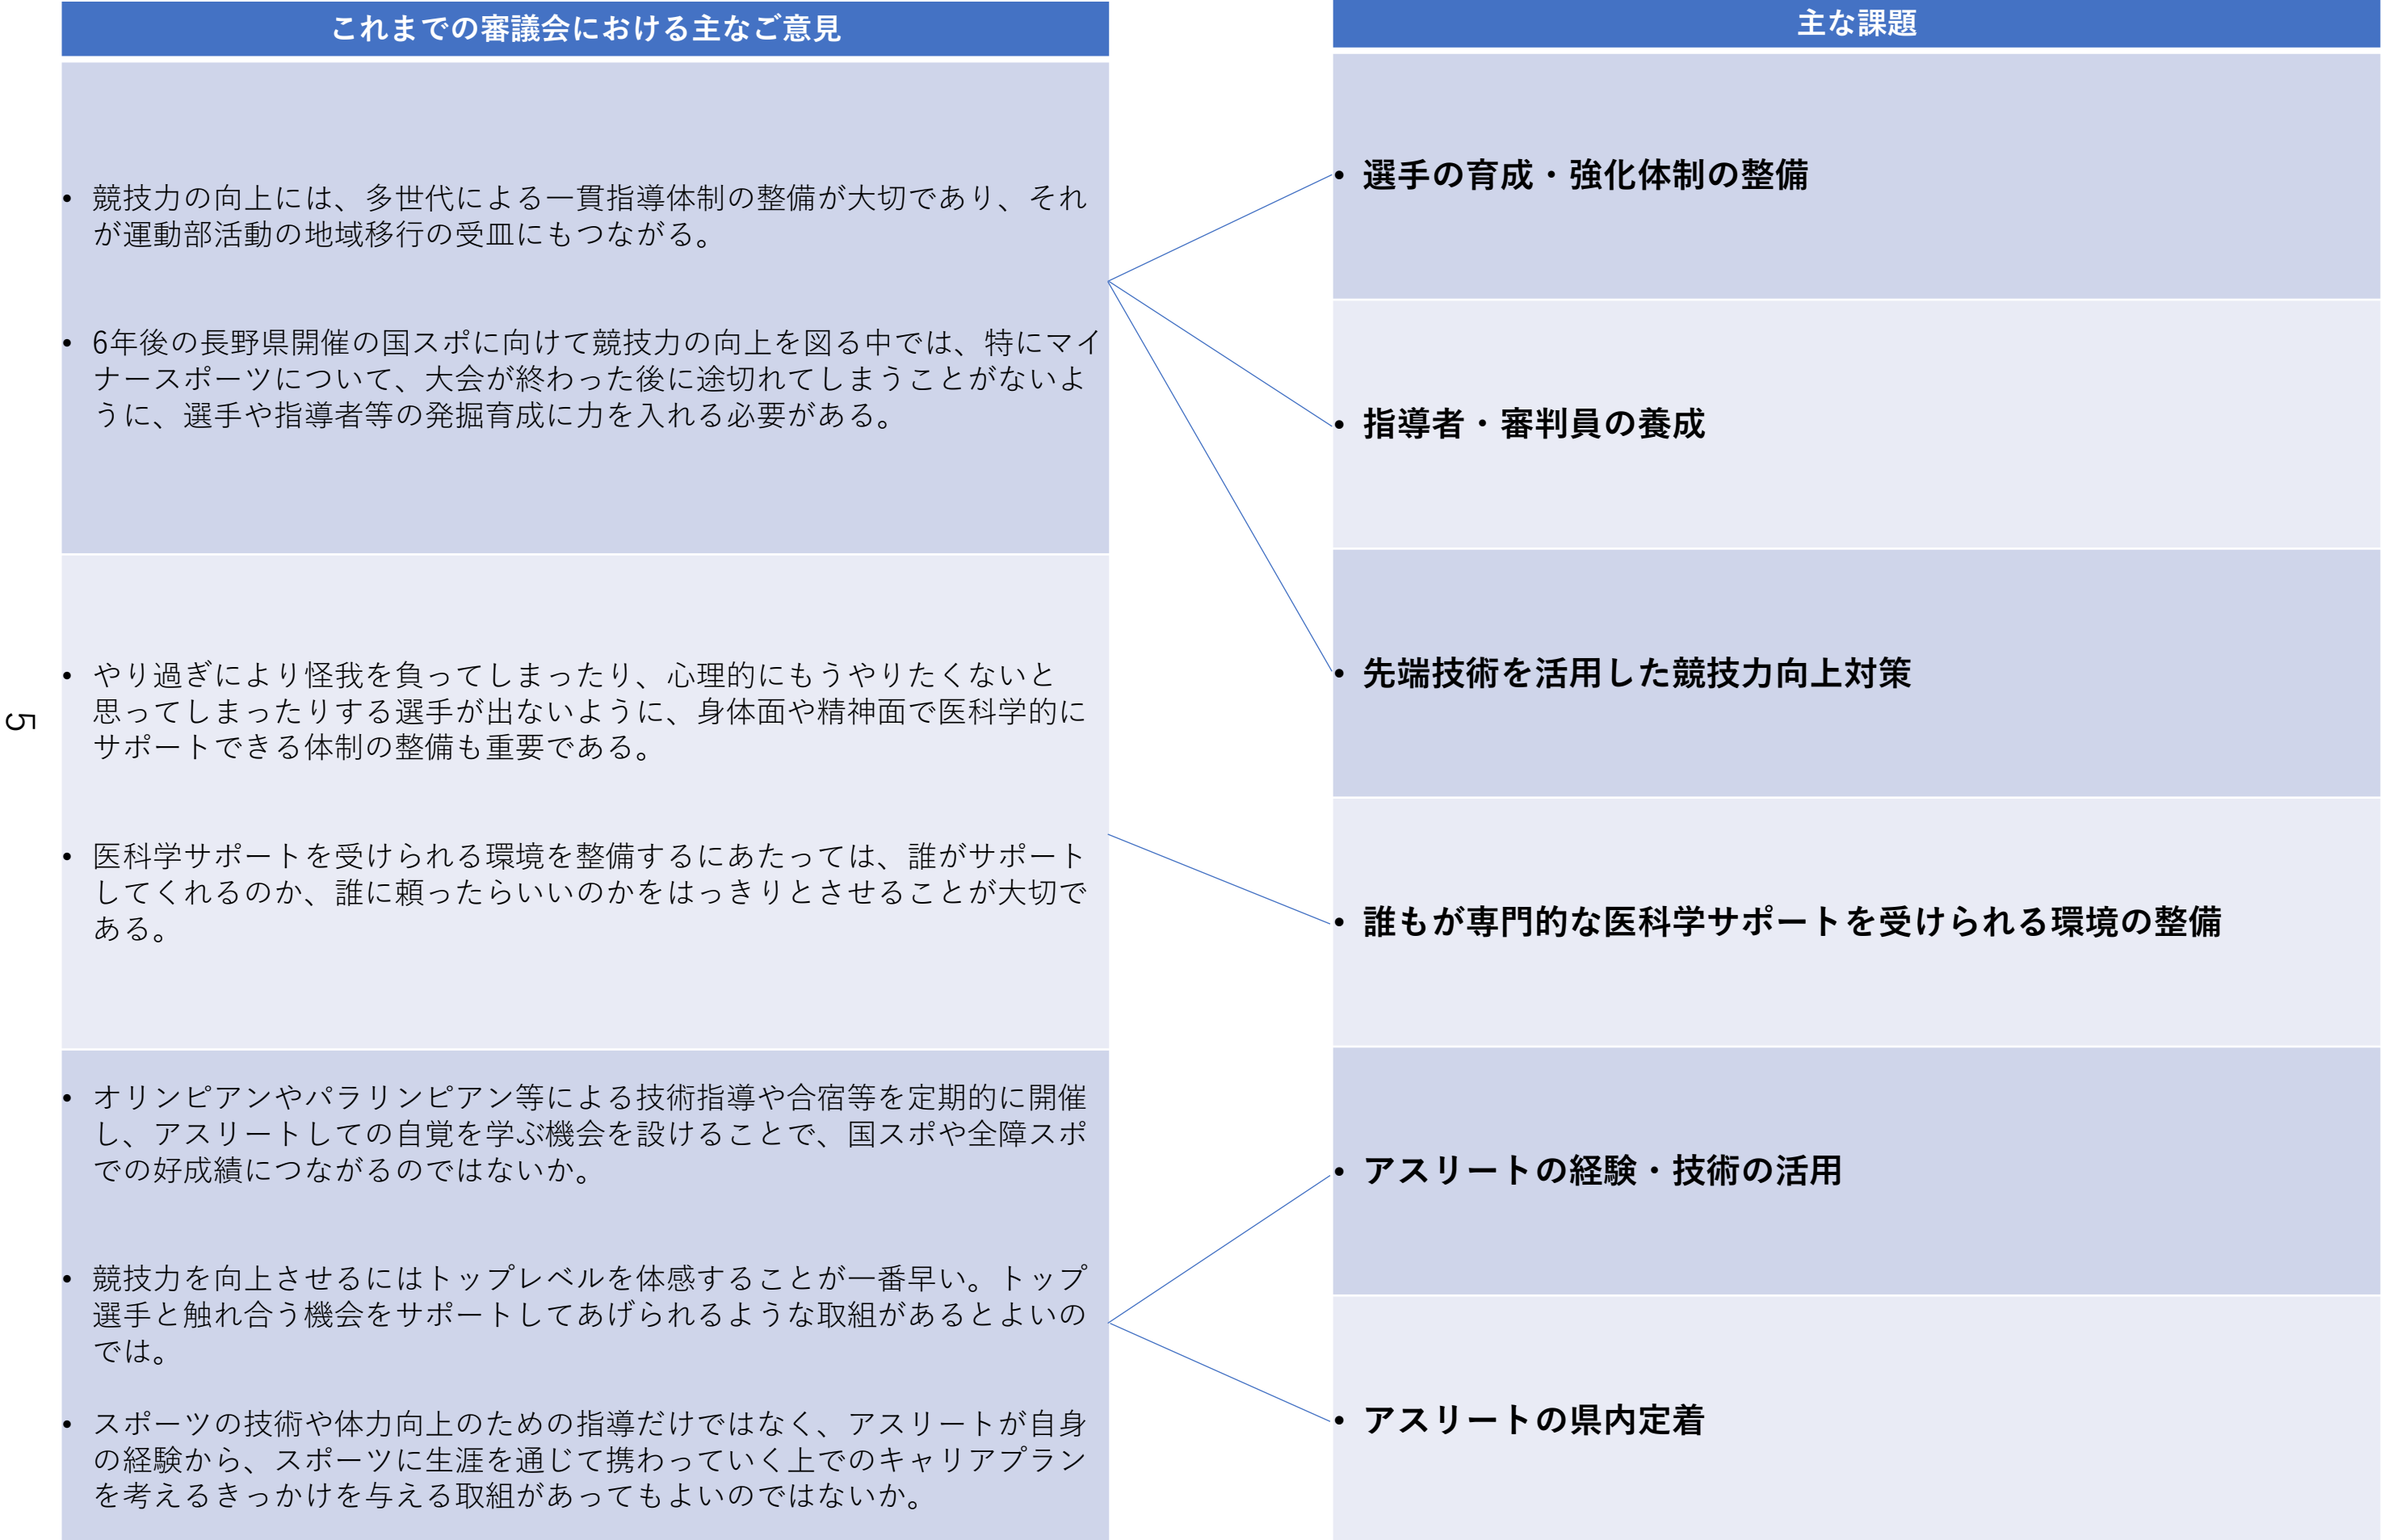 これまでの審議会における主なご意見
• 競技力の向上には、多世代による一貫指導体制の整備が大切であり、それ
が運動部活動の地域移行の受皿にもつながる。
• 6年後の長野県開催の国スポに向けて競技力の向上を図る中では、特にマイ
ナースポーツについて、大会が終わった後に途切れてしまうことがないよ
うに、選手や指導者等の発掘育成に力を入れる必要がある。
• やり過ぎにより怪我を負ってしまったり、心理的にもうやりたくないと
思ってしまったりする選手が出ないように、身体面や精神面で医科学的に
サポートできる体制の整備も重要である。
• 医科学サポートを受けられる環境を整備するにあたっては、誰がサポート
してくれるのか、誰に頼ったらいいのかをはっきりとさせることが大切で
ある。
• オリンピアンやパラリンピアン等による技術指導や合宿等を定期的に開催
し、アスリートしての自覚を学ぶ機会を設けることで、国スポや全障スポ
での好成績につながるのではないか。
• 競技力を向上させるにはトップレベルを体感することが一番早い。トップ
選手と触れ合う機会をサポートしてあげられるような取組があるとよいの
では。
• スポーツの技術や体力向上のための指導だけではなく、アスリートが自身
の経験から、スポーツに生涯を通じて携わっていく上でのキャリアプラン
を考えるきっかけを与える取組があってもよいのではないか。
主な課題
• 選手の育成・強化体制の整備
• 指導者・審判員の養成
• 先端技術を活用した競技力向上対策
• 誰もが専門的な医科学サポートを受けられる環境の整備
• アスリートの経験・技術の活用
• アスリートの県内定着
5